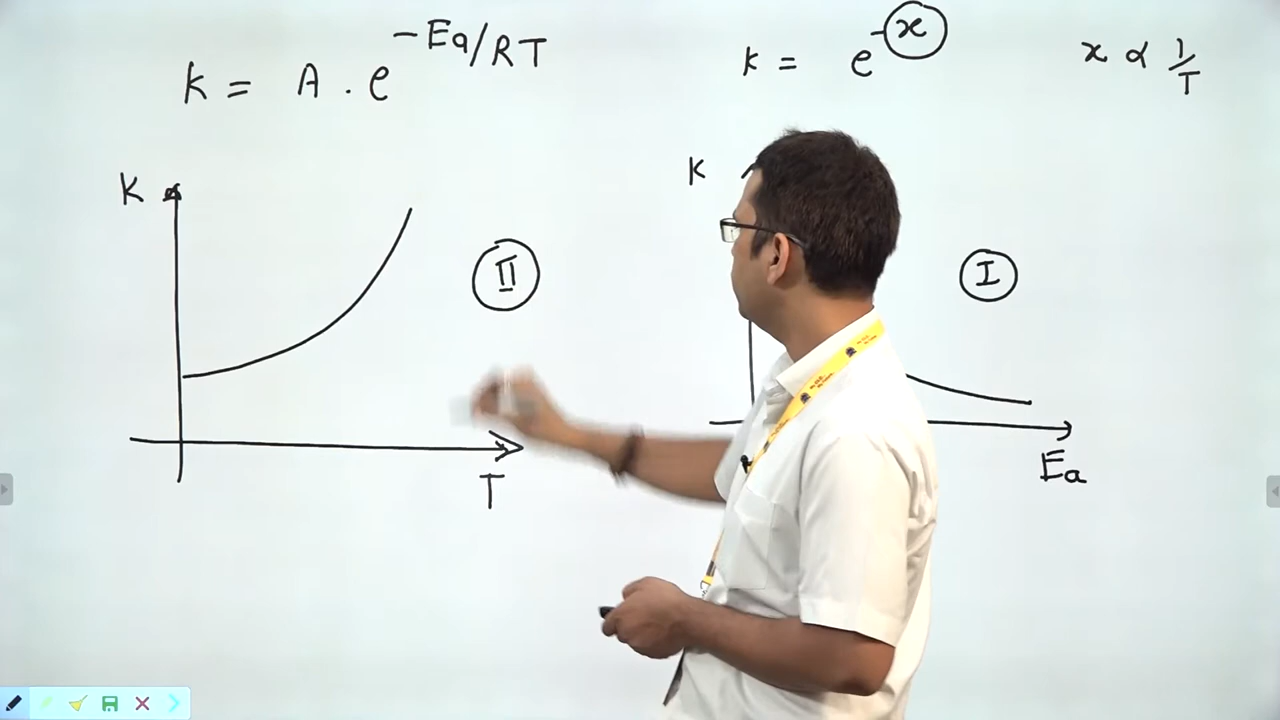 K = A . e^{-Ea/RT}
K = e^{-x}
x ∝ 1/T
K
T
II
K
Ea
I